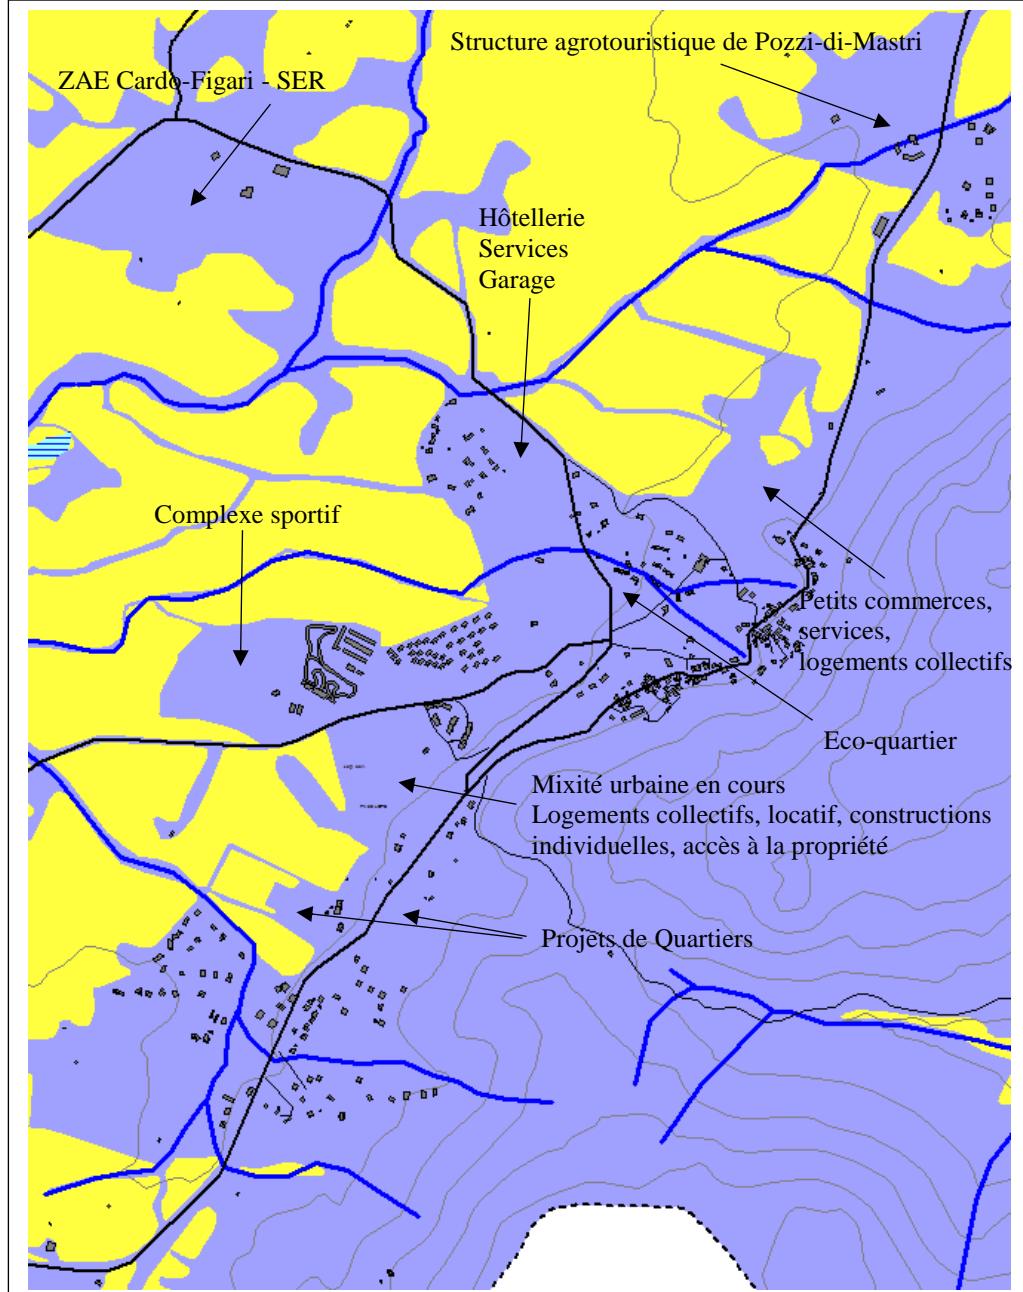 Structure agrotouristique de Pozzi-di-Mastri
ZAE Cardo-Figari - SER
Hôtellerie
Services
Garage
Complexe sportif
Petits commerces,
services,
logements collectifs
Eco-quartier
Mixité urbaine en cours
Logements collectifs, locatif, constructions
individuelles, accès à la propriété
Projets de Quartiers